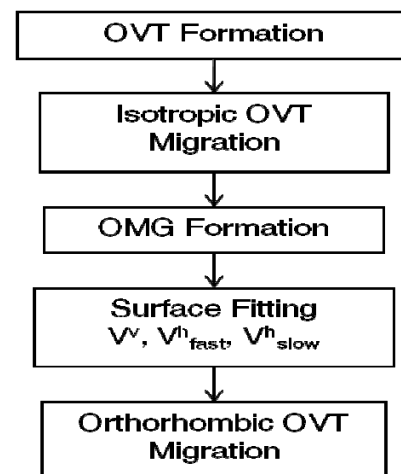 OVT Formation
Isotropic OVT
Migration
OMG Formation
Surface Fitting
Vᵛ, Vʰfast, Vʰslow
Orthorhombic OVT
Migration